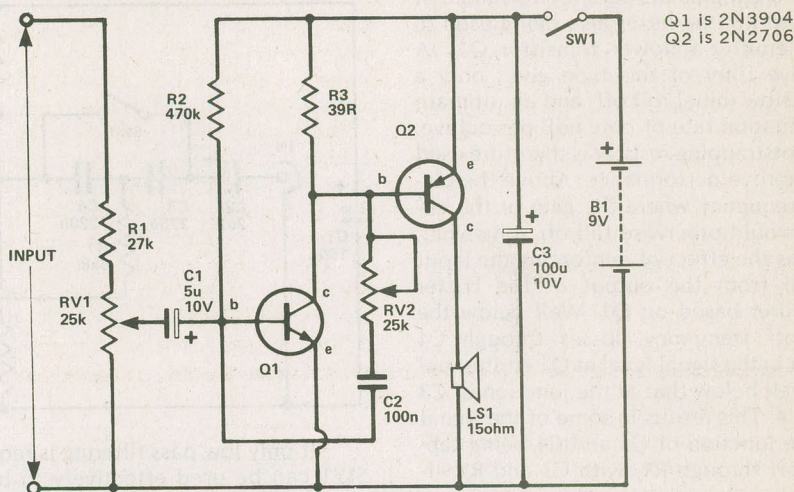 Q1 is 2N3904
Q2 is 2N2706
SW1
R2
470k
R3
39R
Q2
b
e
c
+
B1
9V
+
C3
100u
10V
R1
27k
INPUT
RV1
25k
C1
5u
10V
+
b
c
e
Q1
RV2
25k
C2
100n
LS1
15ohm